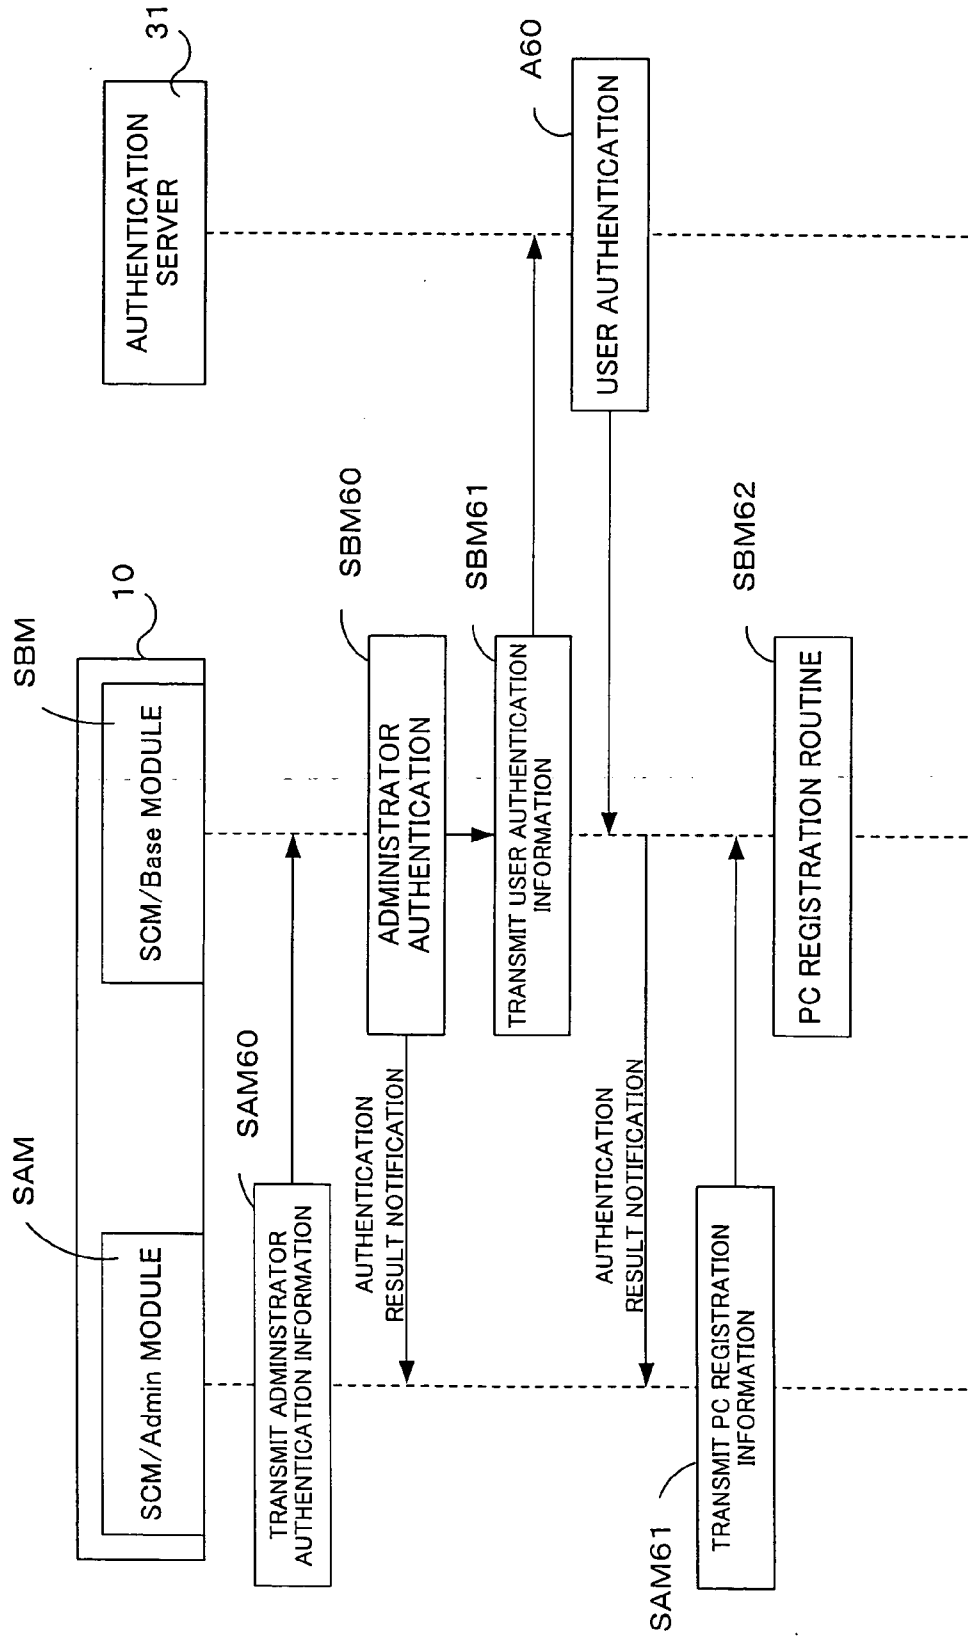 SAM
SBM
10
31
SCM/Admin MODULE
SCM/Base MODULE
AUTHENTICATION
SERVER
SAM60
TRANSMIT ADMINISTRATOR
AUTHENTICATION INFORMATION
SBM60
ADMINISTRATOR
AUTHENTICATION
AUTHENTICATION
RESULT NOTIFICATION
SBM61
TRANSMIT USER AUTHENTICATION
INFORMATION
A60
USER AUTHENTICATION
AUTHENTICATION
RESULT NOTIFICATION
SAM61
TRANSMIT PC REGISTRATION
INFORMATION
SBM62
PC REGISTRATION ROUTINE